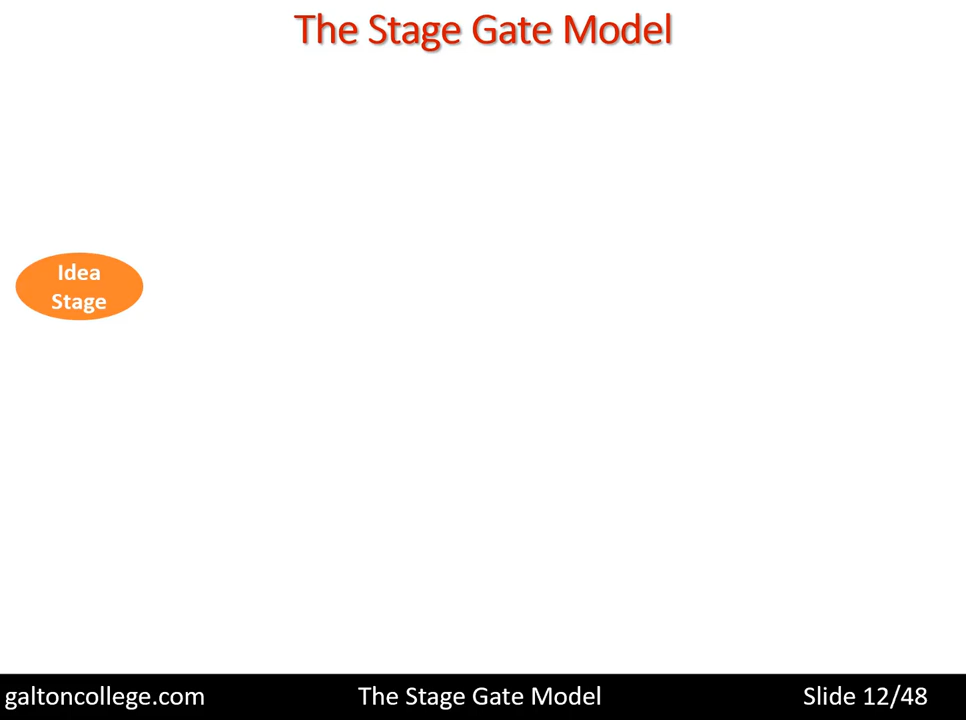 The Stage Gate Model
Idea
Stage
galtoncollege.com The Stage Gate Model Slide 12/48